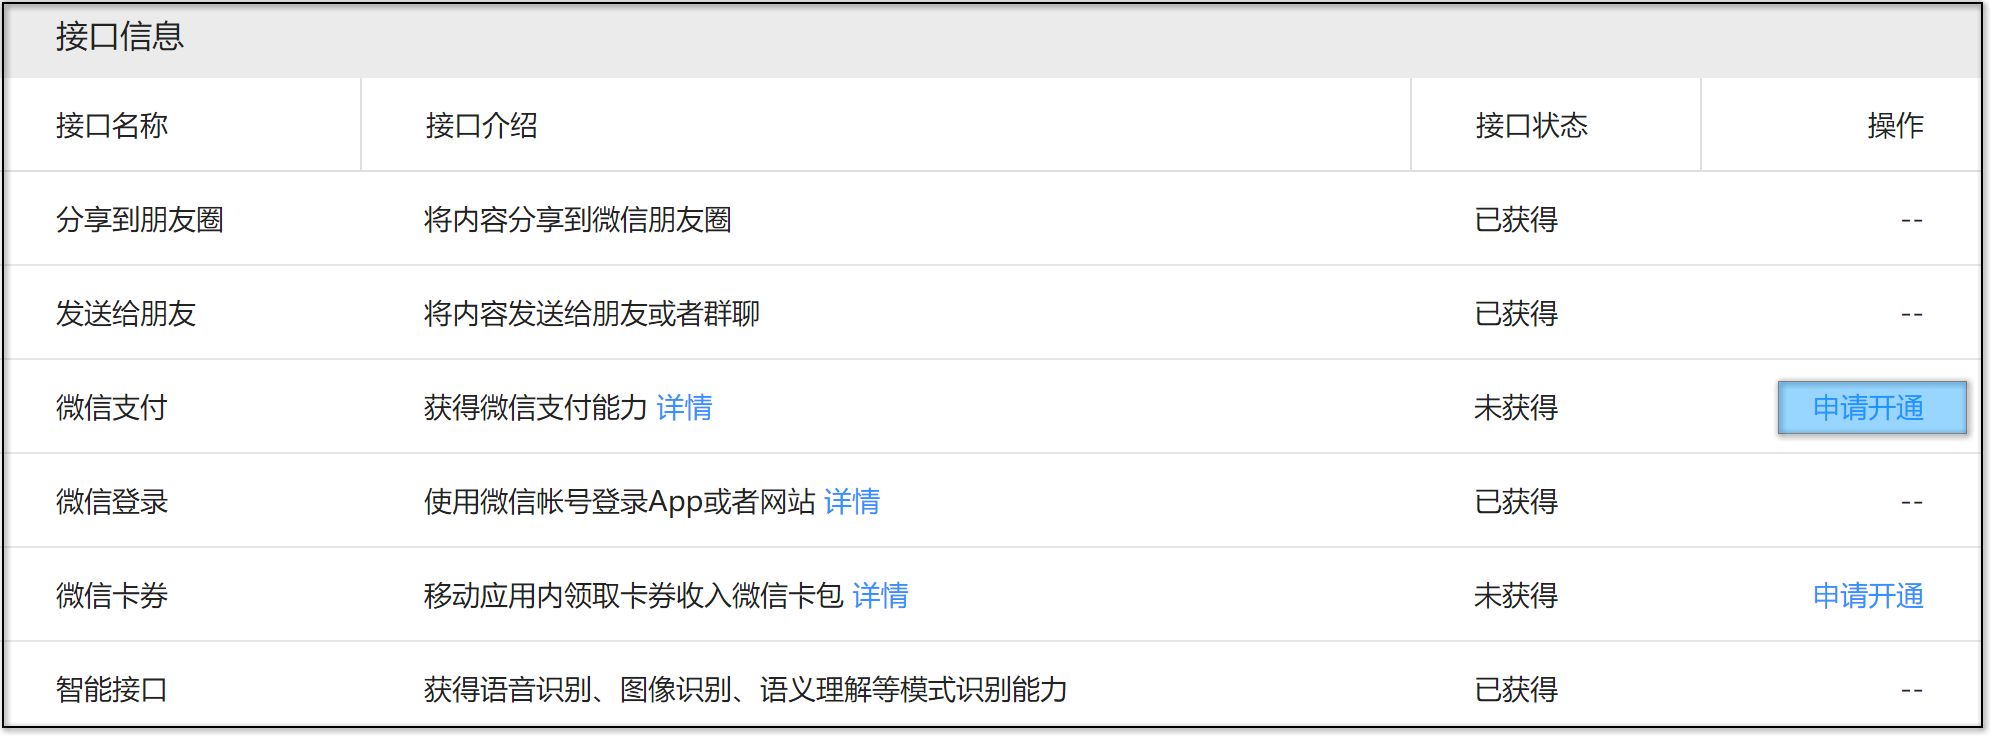 接口信息
接口名称 接口介绍 接口状态 操作
分享到朋友圈 将内容分享到微信朋友圈 已获得 --
发送给朋友 将内容发送给朋友或者群聊 已获得 --
微信支付 获得微信支付能力 详情 未获得 申请开通
微信登录 使用微信帐号登录App或者网站 详情 已获得 --
微信卡券 移动应用内领取卡券收入微信卡包 详情 未获得 申请开通
智能接口 获得语音识别、图像识别、语义理解等模式识别能力 已获得 --